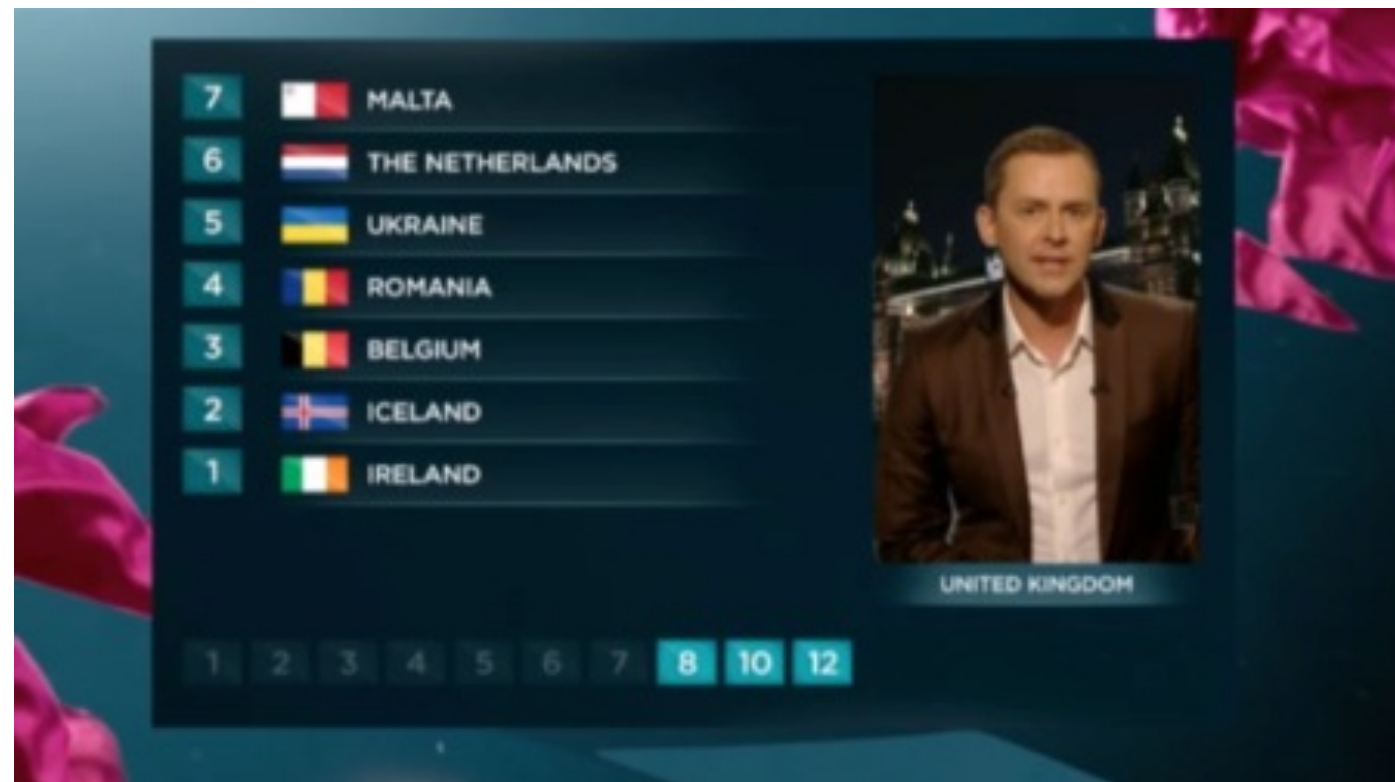 7 MALTA
6 THE NETHERLANDS
5 UKRAINE
4 ROMANIA
3 BELGIUM
2 ICELAND
1 IRELAND
UNITED KINGDOM
1 2 3 4 5 6 7 8 10 12